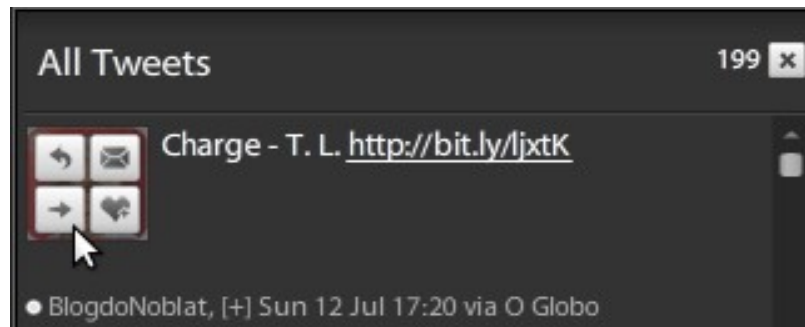 All Tweets 199
Charge - T. L. http://bit.ly/ljxtK
BlogdoNoblat, [+] Sun 12 Jul 17:20 via O Globo